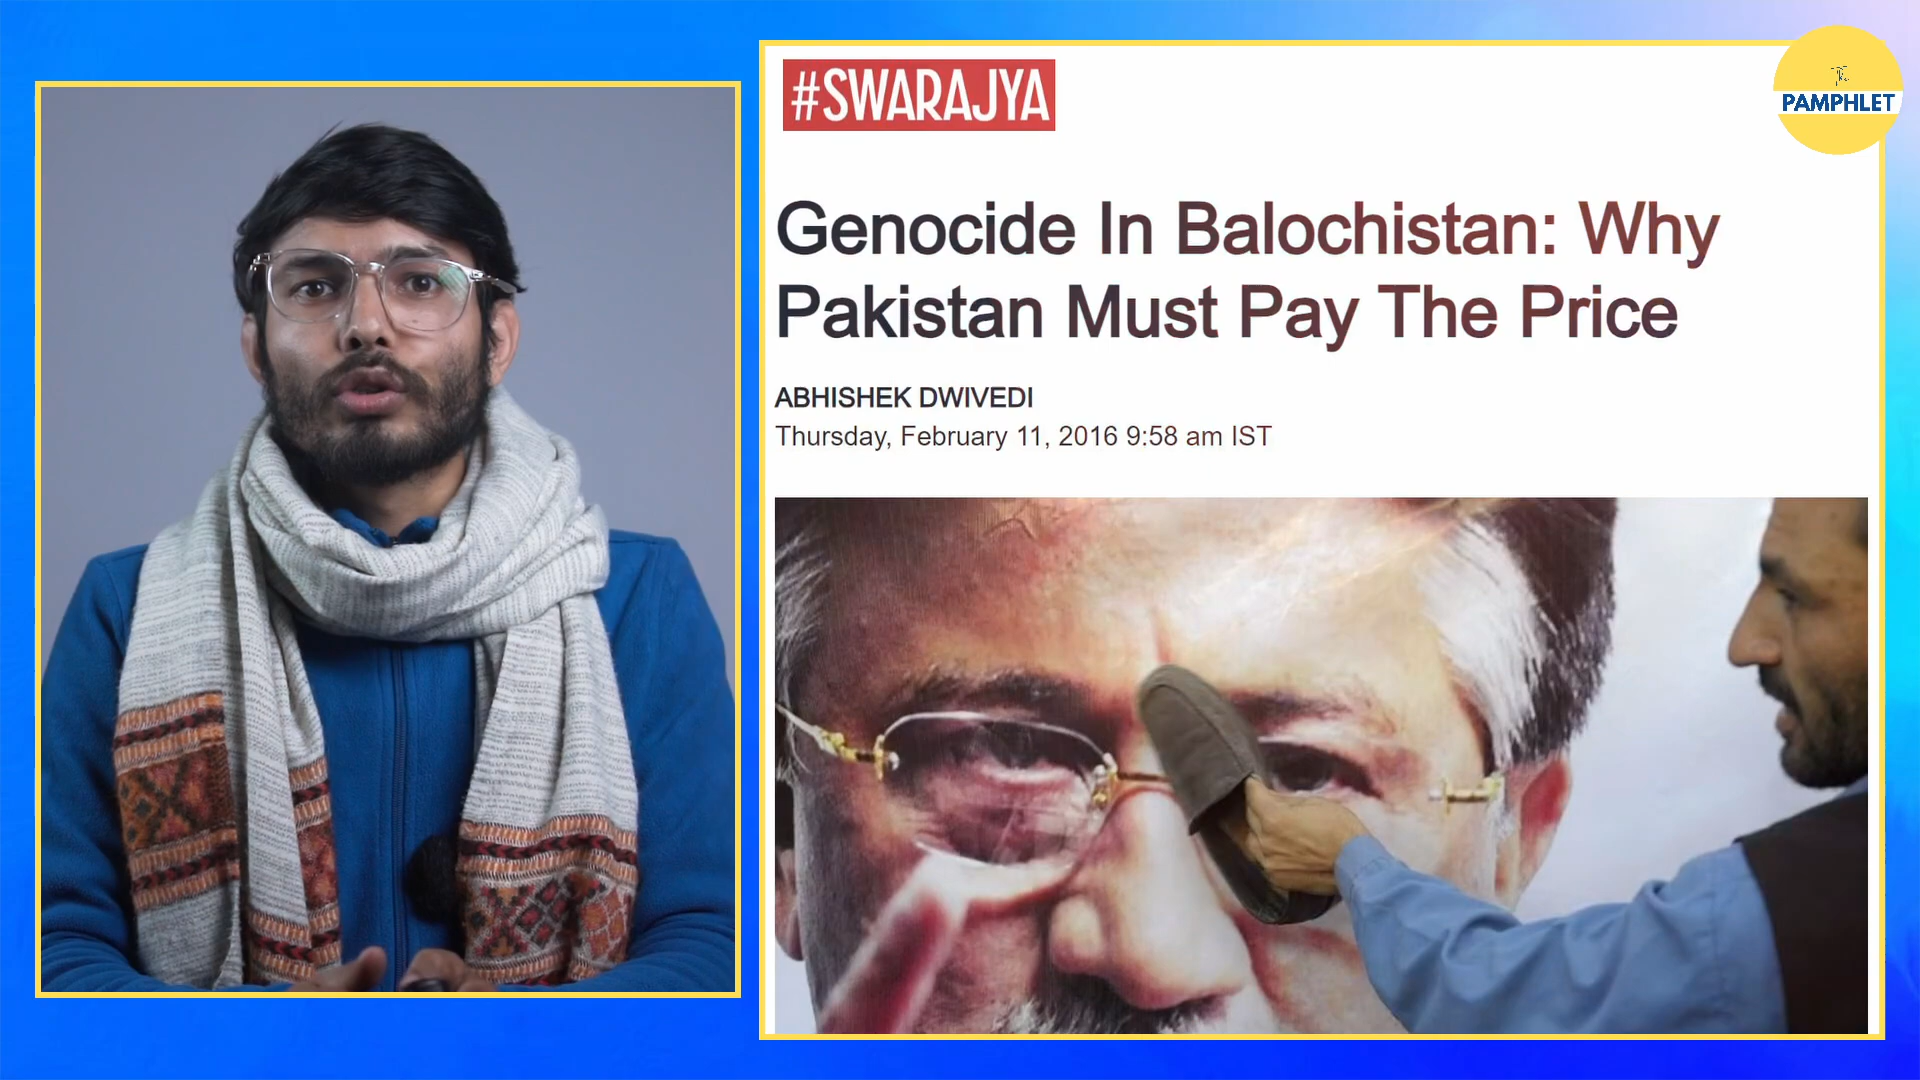 #SWARAJYA
The
PAMPHLET
Genocide In Balochistan: Why
Pakistan Must Pay The Price
ABHISHEK DWIVEDI
Thursday, February 11, 2016 9:58 am IST